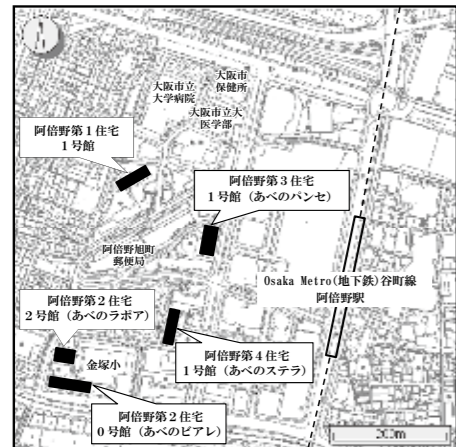 大阪市
保健所
大阪市立
大学病院
大阪市立大
医学部
阿倍野第1住宅
1号館
阿倍野第3住宅
1号館（あべのパンセ）
阿倍野旭町
郵便局
Osaka Metro(地下鉄)谷町線
阿倍野駅
阿倍野第2住宅
2号館（あべのラポア）
金塚小
阿倍野第4住宅
1号館（あべのステラ）
阿倍野第2住宅
0号館（あべのピアレ）
200m